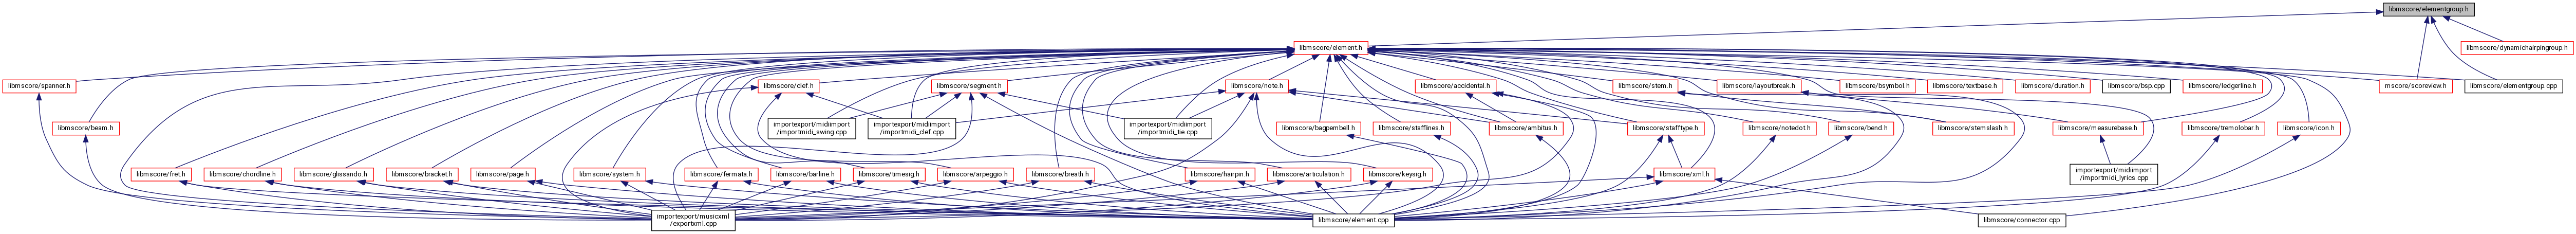 libmscore/elementgroup.h
libmscore/element.h
libmscore/dynamichairpingroup.h
libmscore/spanner.h
libmscore/clef.h
libmscore/segment.h
libmscore/note.h
libmscore/accidental.h
libmscore/stem.h
libmscore/layoutbreak.h
libmscore/bsymbol.h
libmscore/textbase.h
libmscore/duration.h
libmscore/bsp.cpp
libmscore/ledgerline.h
mscore/scoreview.h
libmscore/elementgroup.cpp
libmscore/beam.h
importexport/midiimport
/importmidi_swing.cpp
importexport/midiimport
/importmidi_clef.cpp
importexport/midiimport
/importmidi_tie.cpp
libmscore/bagpembell.h
libmscore/stafflines.h
libmscore/ambitus.h
libmscore/stafftype.h
libmscore/notedot.h
libmscore/bend.h
libmscore/stemslash.h
libmscore/measurebase.h
libmscore/tremolobar.h
libmscore/icon.h
libmscore/fret.h
libmscore/chordline.h
libmscore/glissando.h
libmscore/bracket.h
libmscore/page.h
libmscore/system.h
libmscore/fermata.h
libmscore/barline.h
libmscore/timesig.h
libmscore/arpeggio.h
libmscore/breath.h
libmscore/hairpin.h
libmscore/articulation.h
libmscore/keysig.h
libmscore/xml.h
importexport/midiimport
/importmidi_lyrics.cpp
importexport/musicxml
/exportxml.cpp
libmscore/element.cpp
libmscore/connector.cpp